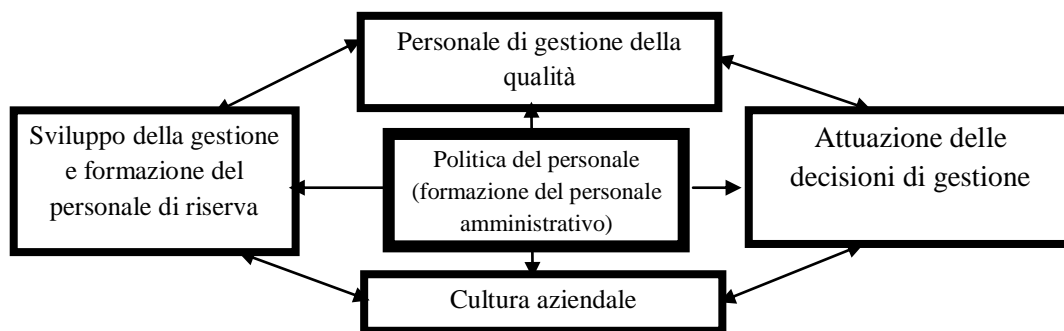 Personale di gestione della
qualità
Sviluppo della gestione
e formazione del
personale di riserva
Politica del personale
(formazione del personale
amministrativo)
Attuazione delle
decisioni di gestione
Cultura aziendale